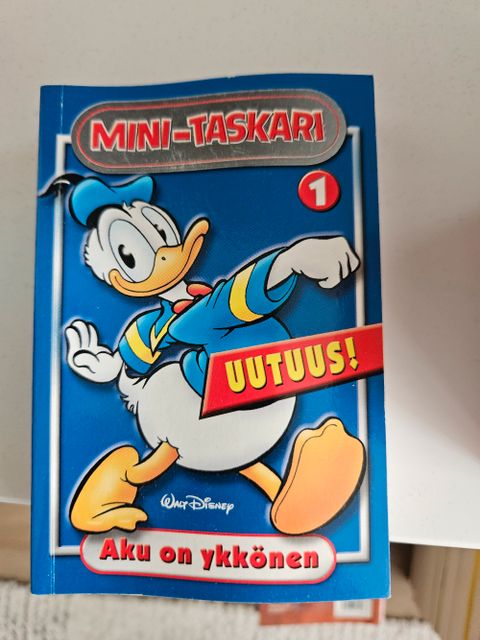 MINI-TASKARI
1
UUTUUS!
WALT DISNEY
Aku on ykkönen